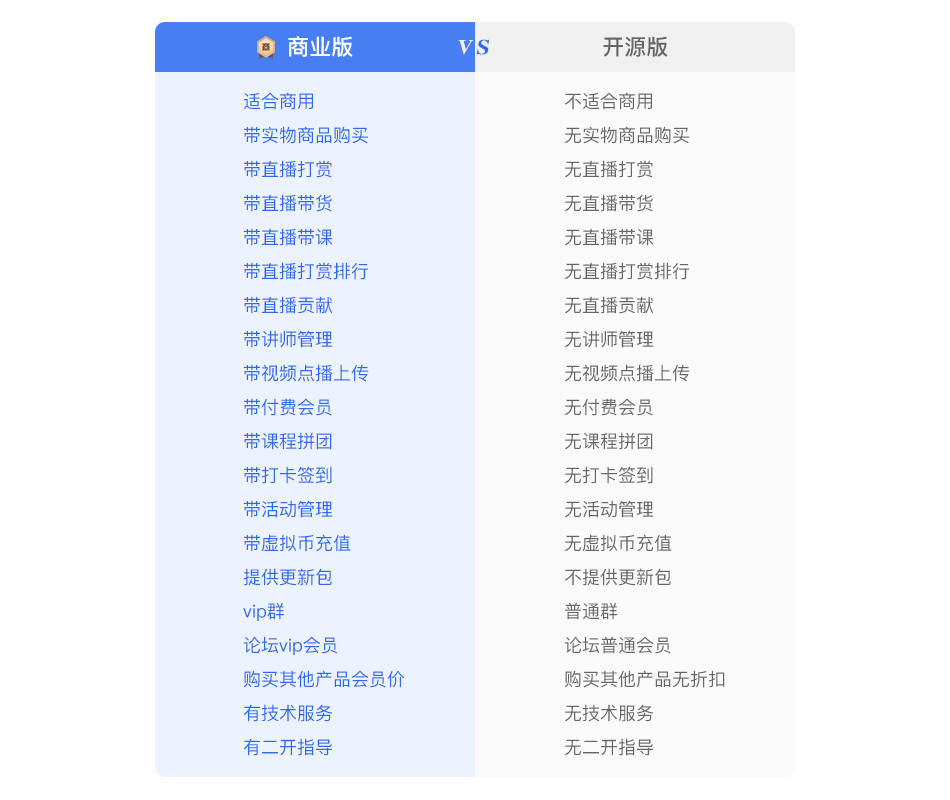 商业版 VS 开源版
适合商用 不适合商用
带实物商品购买 无实物商品购买
带直播打赏 无直播打赏
带直播带货 无直播带货
带直播带课 无直播带课
带直播打赏排行 无直播打赏排行
带直播贡献 无直播贡献
带讲师管理 无讲师管理
带视频点播上传 无视频点播上传
带付费会员 无付费会员
带课程拼团 无课程拼团
带打卡签到 无打卡签到
带活动管理 无活动管理
带虚拟币充值 无虚拟币充值
提供更新包 不提供更新包
vip群 普通群
论坛vip会员 论坛普通会员
购买其他产品会员价 购买其他产品无折扣
有技术服务 无技术服务
有二开指导 无二开指导